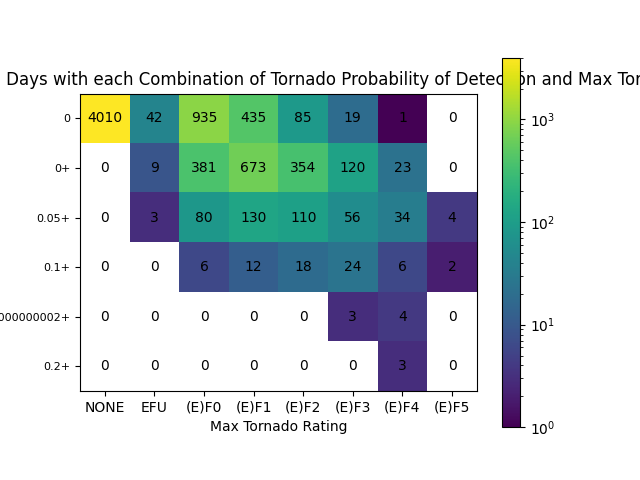 Days with each Combination of Tornado Probability of Detection and Max Tor
0 4010 42 935 435 85 19 1 0
0+ 0 9 381 673 354 120 23 0
0.05+ 0 3 80 130 110 56 34 4
0.1+ 0 0 6 12 18 24 6 2
000000002+ 0 0 0 0 0 3 4 0
0.2+ 0 0 0 0 0 0 3 0
NONE EFU (E)F0 (E)F1 (E)F2 (E)F3 (E)F4 (E)F5
Max Tornado Rating
10³
10²
10¹
10⁰